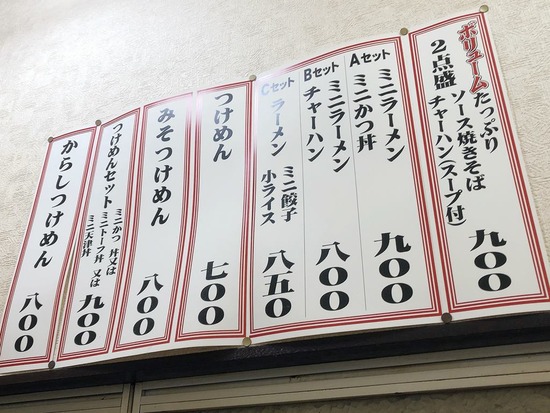 ボリュームたっぷり
2点盛
ソース焼きそば
チャーハン(スープ付)
九〇〇
Aセット
ミニラーメン
ミニかつ丼
九〇〇
Bセット
ミニラーメン
チャーハン
八〇〇
Cセット
ラーメン
ミニ餃子
小ライス
八五〇
つけめん
七〇〇
みそつけめん
八〇〇
つけめんセット
ミニかつ丼又は
ミニトーフ丼又は
ミニ天津丼
九〇〇
からしつけめん
八〇〇